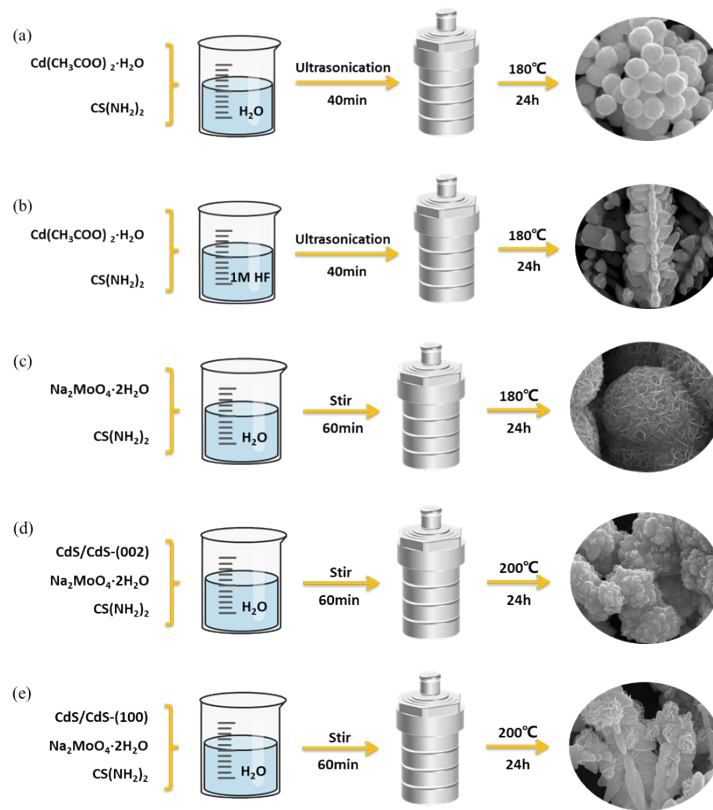 (a)
Cd(CH₃COO) ₂·H₂O
CS(NH₂)₂
H₂O
Ultrasonication
40min
180℃
24h
(b)
Cd(CH₃COO) ₂·H₂O
CS(NH₂)₂
1M HF
Ultrasonication
40min
180℃
24h
(c)
Na₂MoO₄·2H₂O
CS(NH₂)₂
H₂O
Stir
60min
180℃
24h
(d)
CdS/CdS-(002)
Na₂MoO₄·2H₂O
CS(NH₂)₂
H₂O
Stir
60min
200℃
24h
(e)
CdS/CdS-(100)
Na₂MoO₄·2H₂O
CS(NH₂)₂
H₂O
Stir
60min
200℃
24h